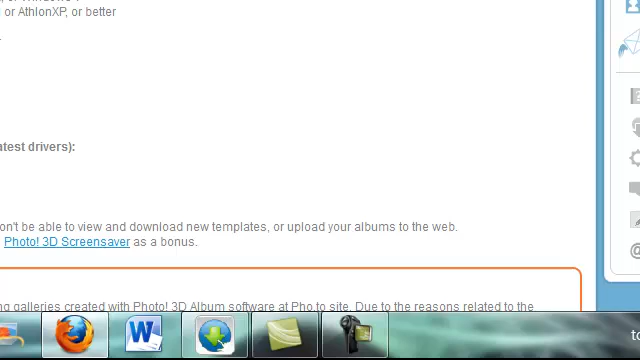 or AthlonXP, or better
atest drivers):
on't be able to view and download new templates, or upload your albums to the web.
Photo! 3D Screensaver as a bonus.
ng galleries created with Photo! 3D Album software at Pho.to site. Due to the reasons related to the
W
to